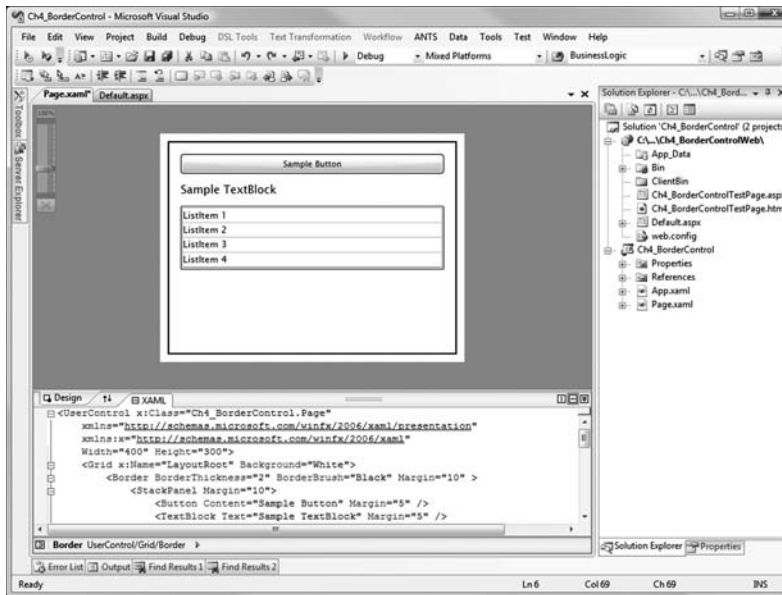 Ch4_BorderControl - Microsoft Visual Studio
File Edit View Project Build Debug DSL Tools Text Transformation Workflow ANTS Data Tools Test Window Help
Debug Mixed Platforms BusinessLogic
Toolbox
Server Explorer
Page.xaml* Default.aspx
100%
Sample Button
Sample TextBlock
ListItem 1
ListItem 2
ListItem 3
ListItem 4
Design XAML
<UserControl x:Class="Ch4_BorderControl.Page"
xmlns="http://schemas.microsoft.com/winfx/2006/xaml/presentation"
xmlns:x="http://schemas.microsoft.com/winfx/2006/xaml"
Width="400" Height="300">
<Grid x:Name="LayoutRoot" Background="White">
<Border BorderThickness="2" BorderBrush="Black" Margin="10" >
<StackPanel Margin="10">
<Button Content="Sample Button" Margin="5" />
<TextBlock Text="Sample TextBlock" Margin="5" />
Border UserControl/Grid/Border
Solution Explorer - C:\...\Ch4_Bord...
Solution 'Ch4_BorderControl' (2 projects
C:\...\Ch4_BorderControlWeb\
App_Data
Bin
ClientBin
Ch4_BorderControlTestPage.asp
Ch4_BorderControlTestPage.htm
Default.aspx
web.config
Ch4_BorderControl
Properties
References
App.xaml
Page.xaml
Solution Explorer Properties
Error List Output Find Results 1 Find Results 2
Ready Ln 6 Col 69 Ch 69 INS